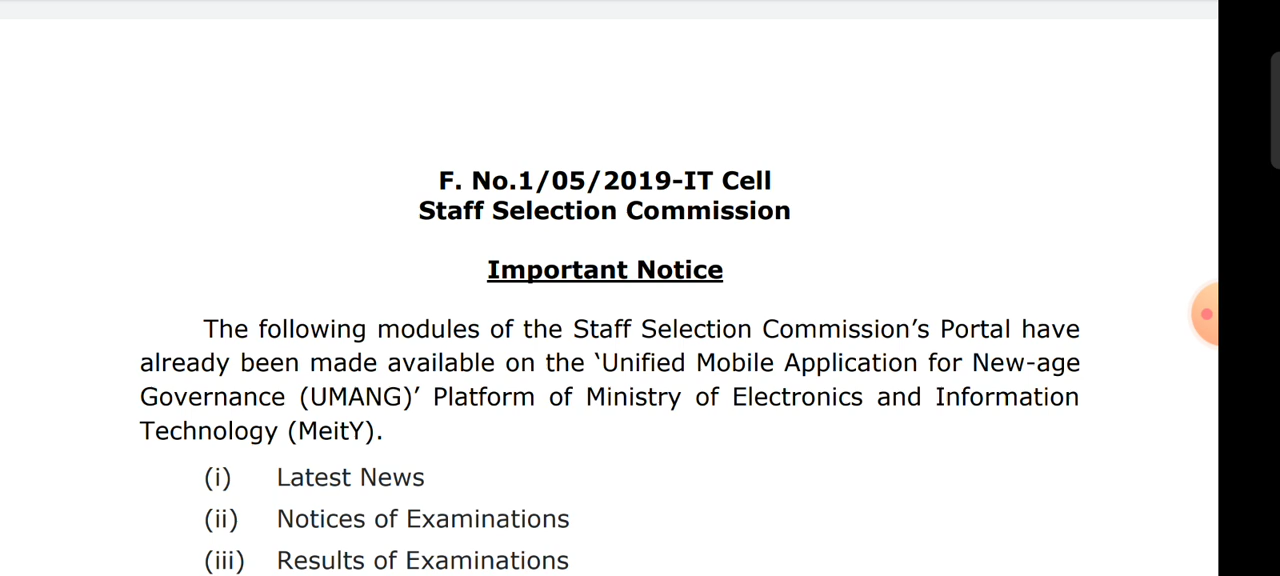 F. No.1/05/2019-IT Cell
Staff Selection Commission
Important Notice
The following modules of the Staff Selection Commission’s Portal have
already been made available on the ‘Unified Mobile Application for New-age
Governance (UMANG)’ Platform of Ministry of Electronics and Information
Technology (MeitY).
(i) Latest News
(ii) Notices of Examinations
(iii) Results of Examinations